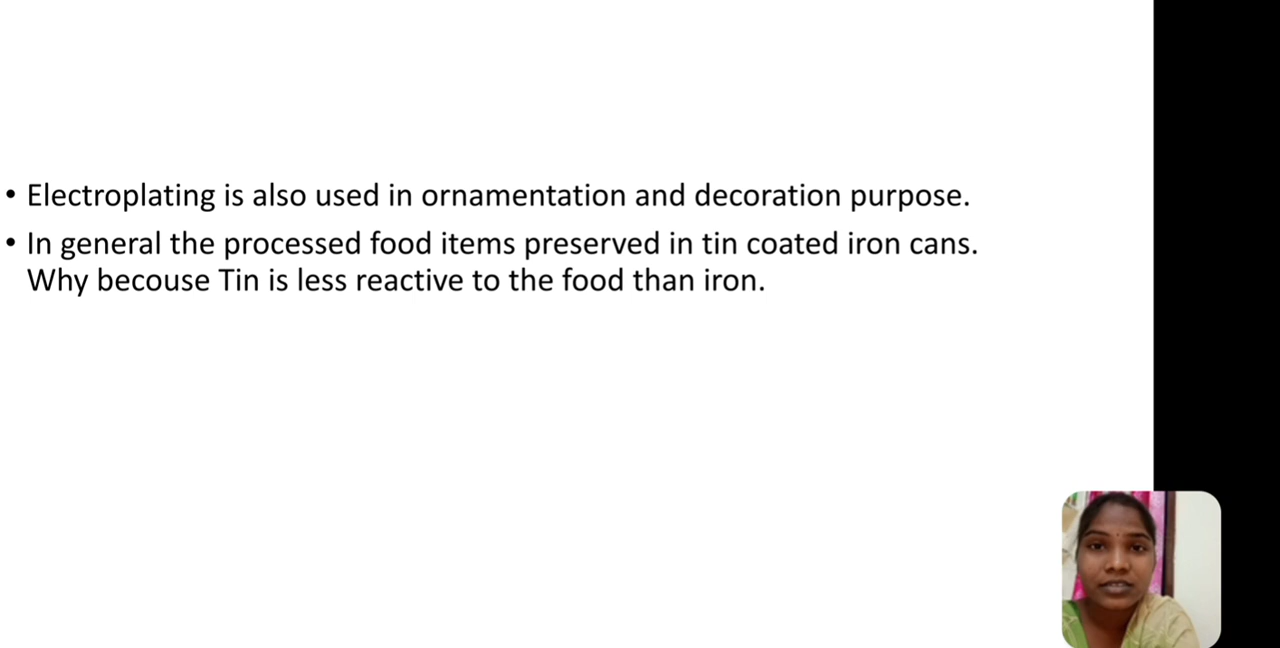 • Electroplating is also used in ornamentation and decoration purpose.
• In general the processed food items preserved in tin coated iron cans.
Why becouse Tin is less reactive to the food than iron.